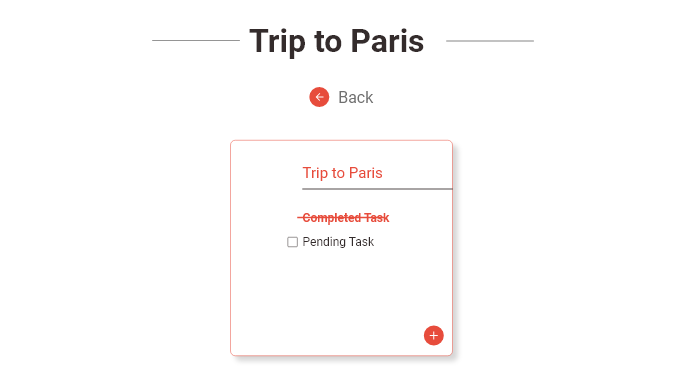 Trip to Paris
Back
Trip to Paris
Completed Task
Pending Task